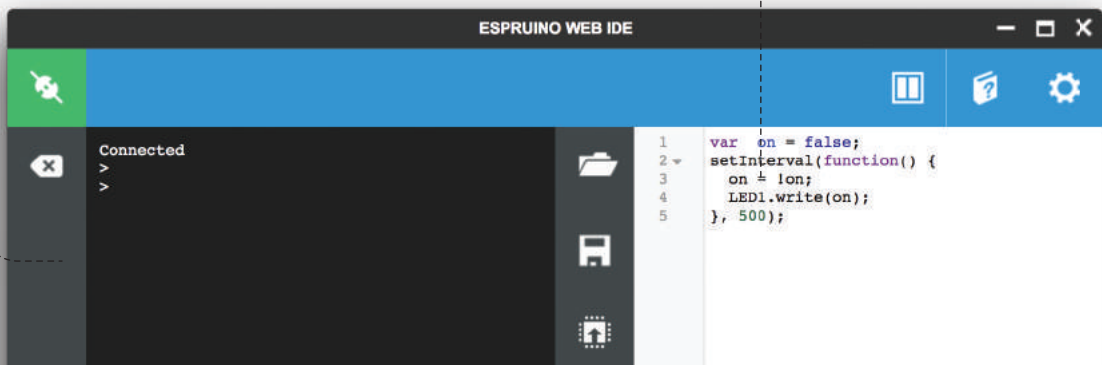 ESPRUINO WEB IDE
Connected
>
>
1 var on = false;
2 setInterval(function() {
3 on = !on;
4 LED1.write(on);
5 }, 500);